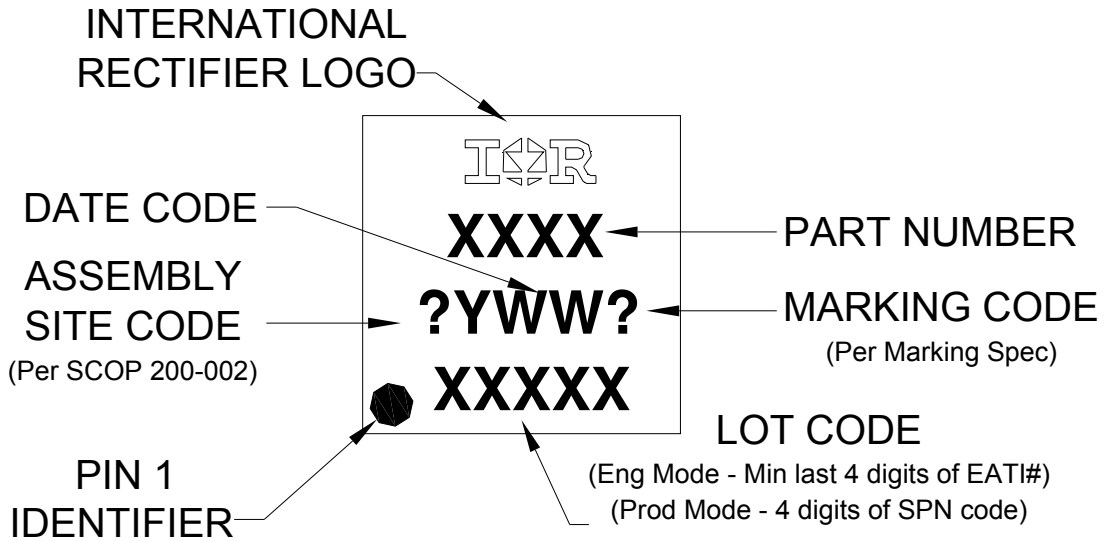 INTERNATIONAL
RECTIFIER LOGO
IOR
DATE CODE
XXXX
PART NUMBER
ASSEMBLY
SITE CODE
(Per SCOP 200-002)
?YWW?
MARKING CODE
(Per Marking Spec)
XXXXX
PIN 1
IDENTIFIER
LOT CODE
(Eng Mode - Min last 4 digits of EATI#)
(Prod Mode - 4 digits of SPN code)